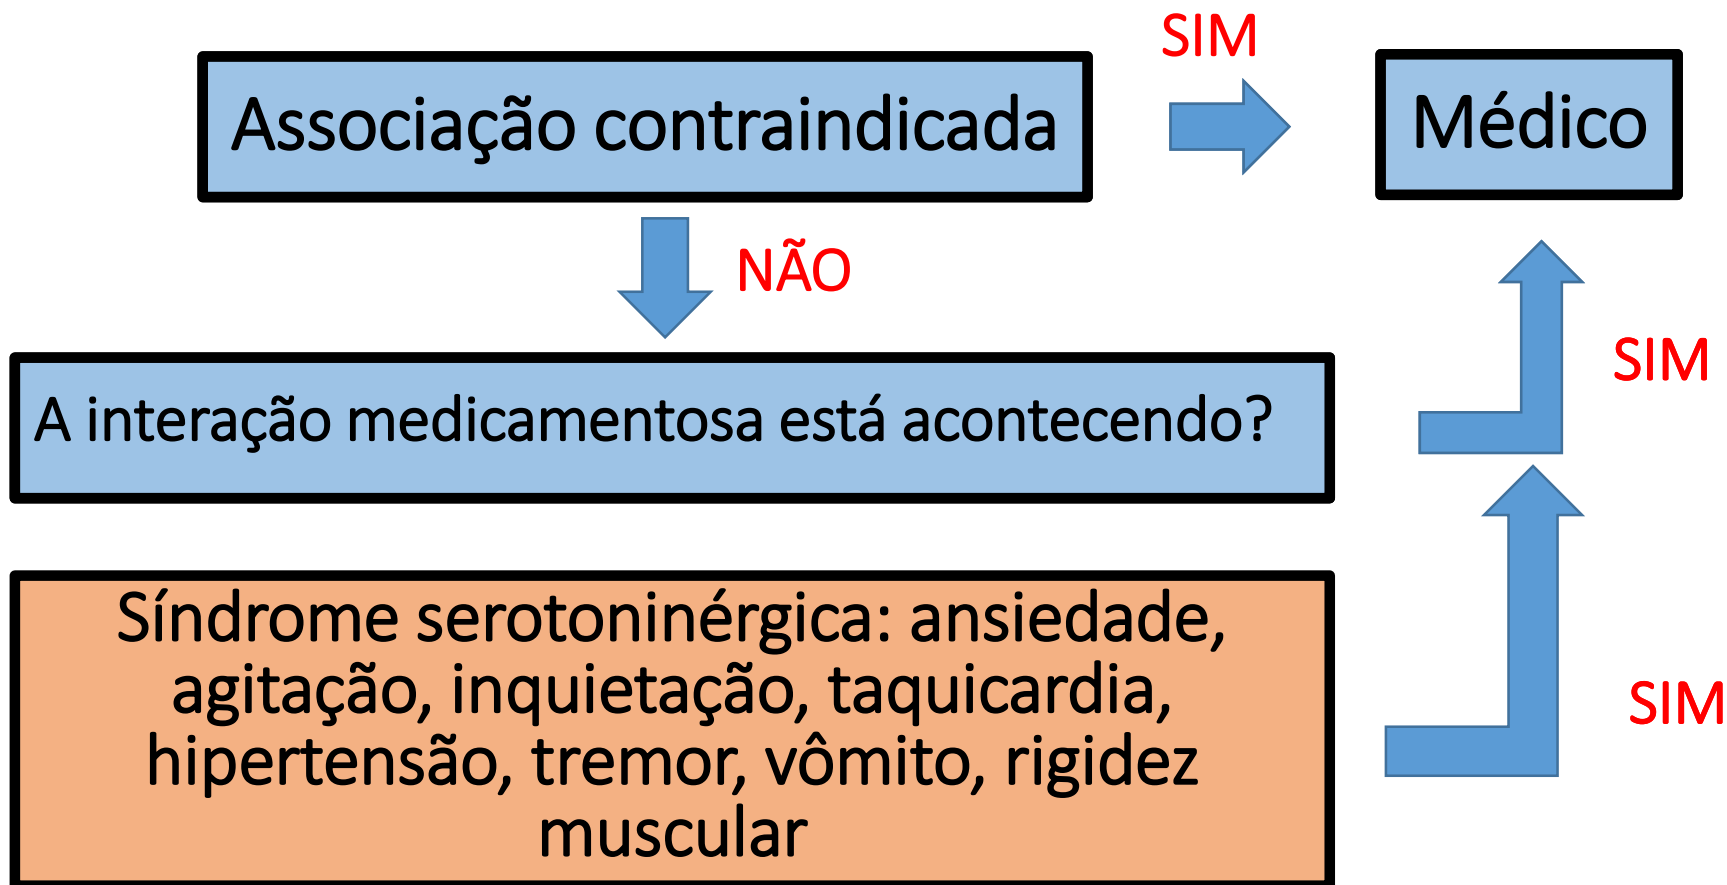 SIM
Associação contraindicada
Médico
NÃO
A interação medicamentosa está acontecendo?
SIM
Síndrome serotoninérgica: ansiedade,
agitação, inquietação, taquicardia,
hipertensão, tremor, vômito, rigidez
muscular
SIM